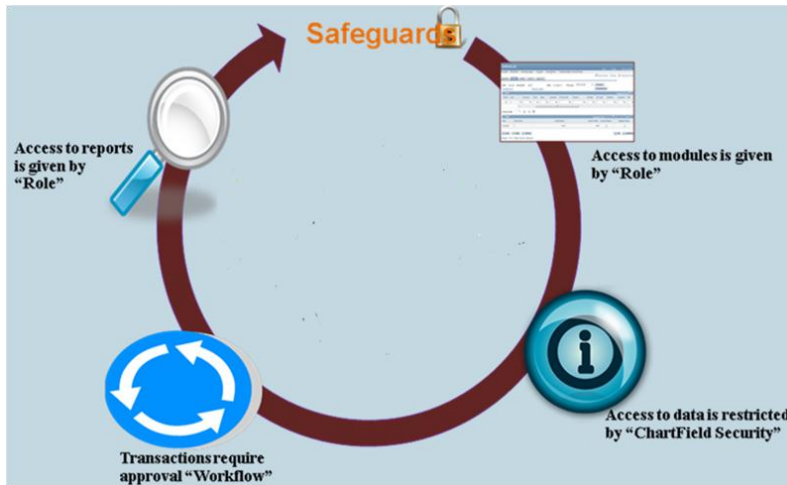 Safeguards
Access to reports
is given by
“Role”
Access to modules is given
by “Role”
Transactions require
approval “Workflow”
Access to data is restricted
by “ChartField Security”